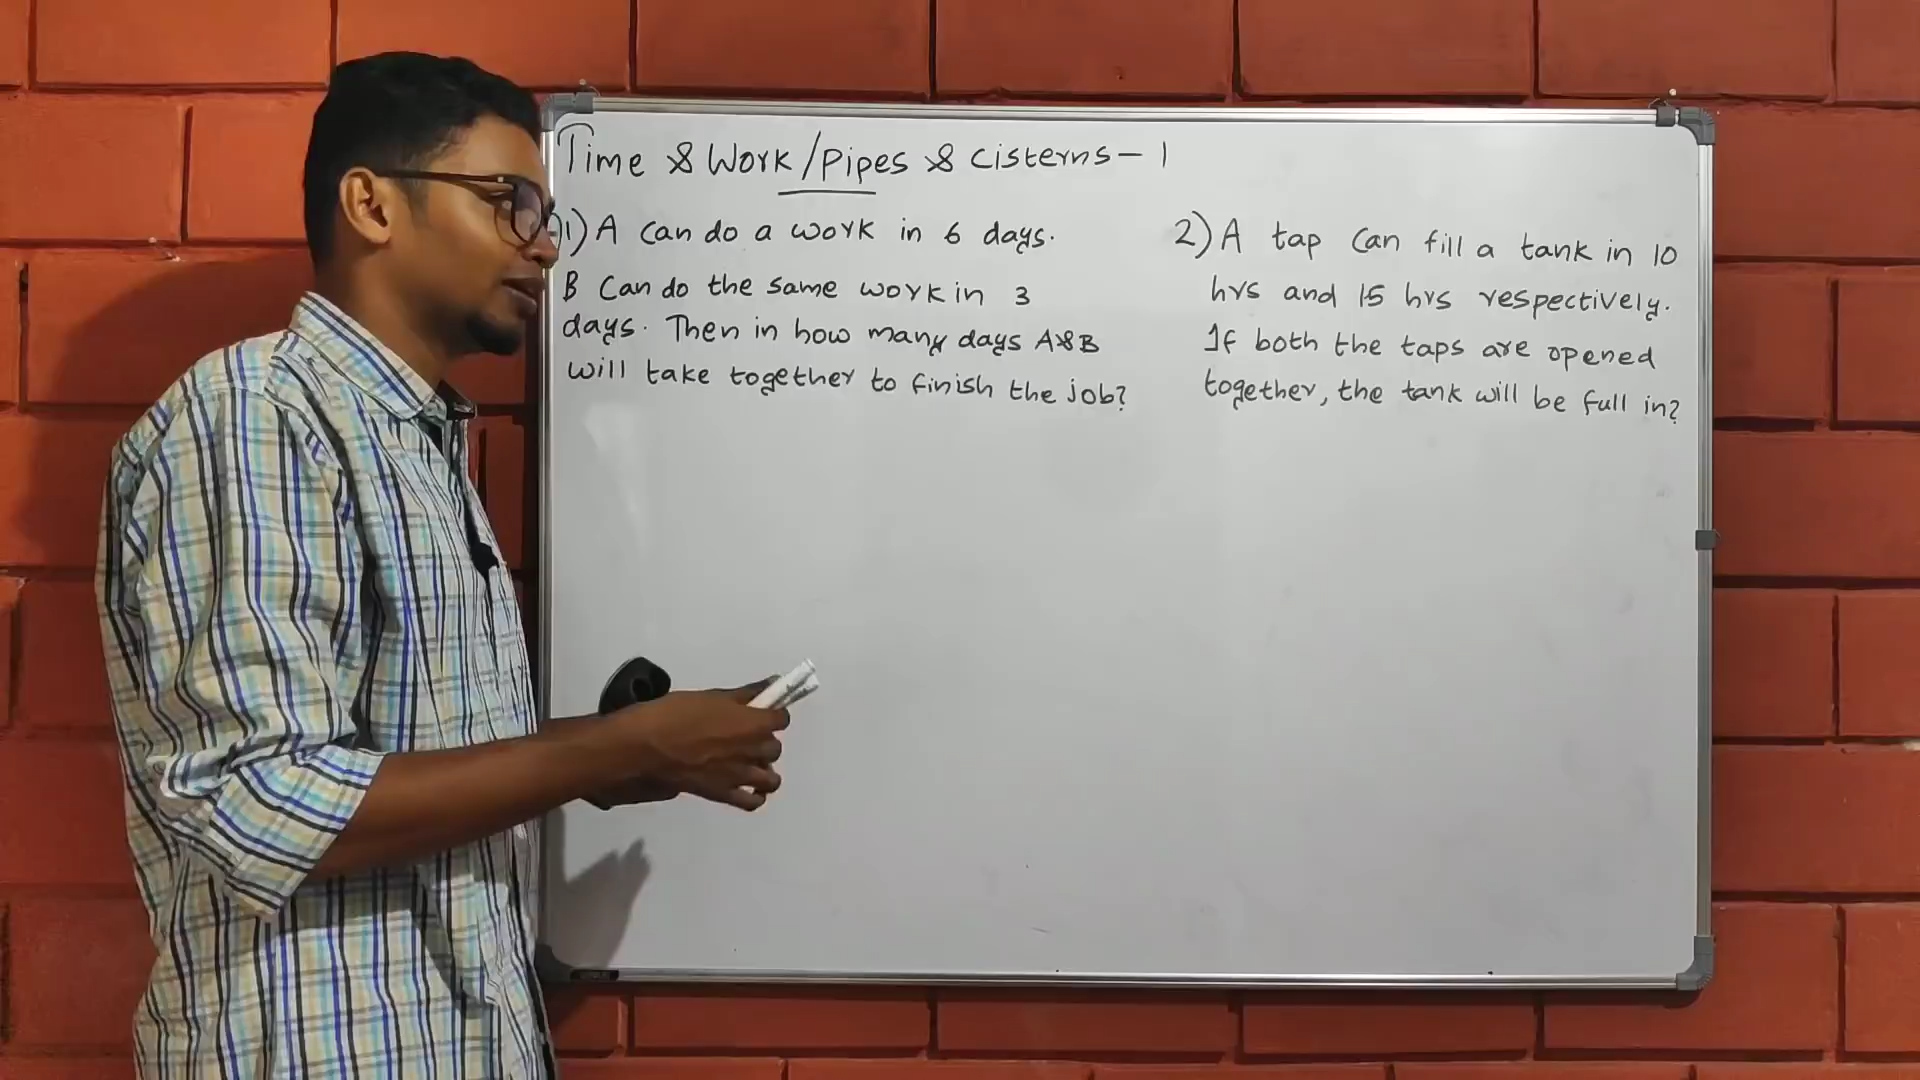 Time & Work/Pipes & Cisterns - 1
1) A can do a work in 6 days.
B can do the same work in 3
days. Then in how many days A&B
will take together to finish the job?
2) A tap can fill a tank in 10
hrs and 15 hrs respectively.
If both the taps are opened
together, the tank will be full in?